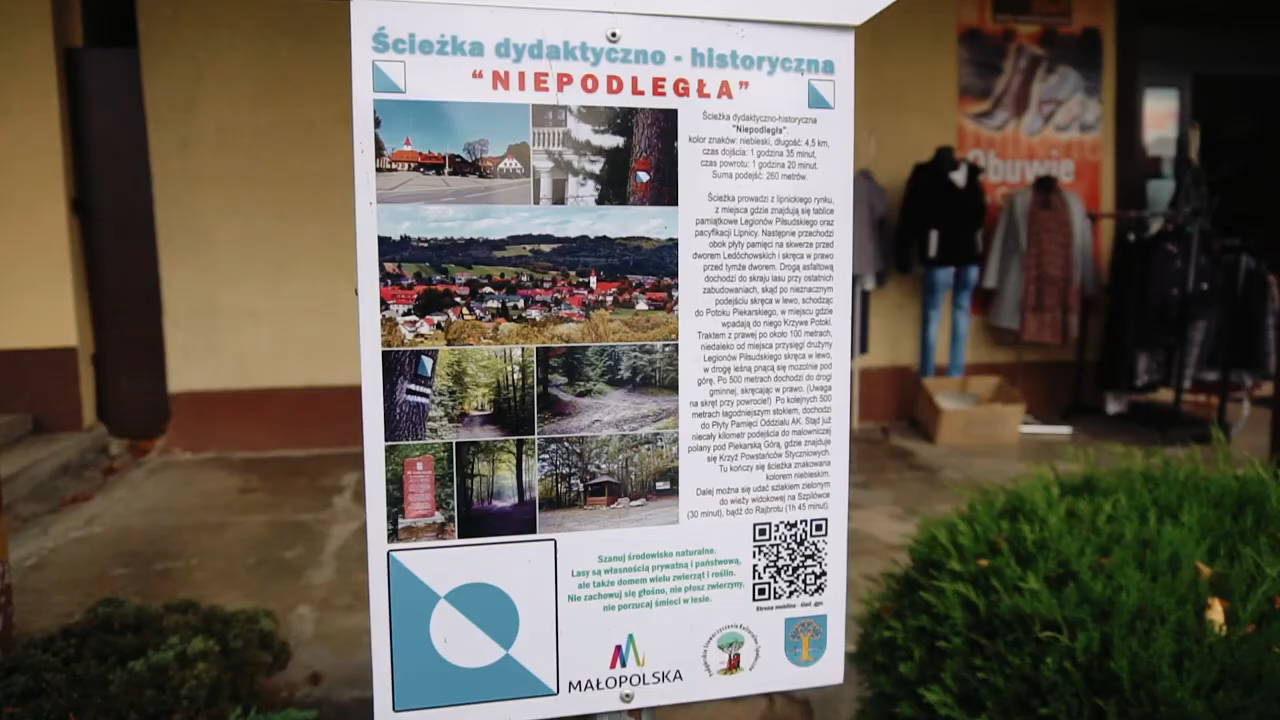 Ścieżka dydaktyczno - historyczna
“NIEPODLEGŁA”
Ścieżka dydaktyczno-historyczna
"Niepodległa".
kolor znaków: niebieski, długość: 4,5 km,
czas dojścia: 1 godzina 35 minut,
czas powrotu: 1 godzina 20 minut.
Suma podejść: 260 metrów.
Ścieżka prowadzi z lipnickiego rynku,
z miejsca gdzie znajdują się tablice
pamiątkowe Legionów Piłsudskiego oraz
pacyfikacji Lipnicy. Następnie przechodzi
obok płyty pamięci na skwerze przed
dworem Ledóchowskich i skręca w prawo
przed tymże dworem. Drogą asfaltową
dochodzi do skraju lasu przy ostatnich
zabudowaniach, skąd po nieznacznym
podejściu skręca w lewo, schodząc
do Potoku Piekarskiego, w miejscu gdzie
wpadają do niego Krzywe Potoki.
Traktem z prawej po około 100 metrach,
niedaleko od miejsca przysięgi drużyny
Legionów Piłsudskiego skręca w lewo,
w drogę leśną pnącą się mozolnie pod
górę. Po 500 metrach dochodzi do drogi
gminnej, skręcając w prawo. (Uwaga
na skręt przy powrocie!) Po kolejnych 500
metrach łagodniejszym stokiem, dochodzi
do Płyty Pamięci Oddziału AK. Stąd już
niecały kilometr podejścia do malowniczej
polany pod Piekarską Górą, gdzie znajduje
się Krzyż Powstańców Styczniowych.
Tu kończy się ścieżka znakowana
kolorem niebieskim.
Dalej można się udać szlakiem zielonym
do wieży widokowej na Szpilówce
(30 minut), bądź do Rajbrotu (1h 45 minut).
Szanuj środowisko naturalne.
Lasy są własnością prywatną i państwową,
ale także domem wielu zwierząt i roślin.
Nie zachowuj się głośno, nie płosz zwierzyny,
nie porzucaj śmieci w lesie.
Strona mobilna - ślad .gpx
MAŁOPOLSKA
Obuwie